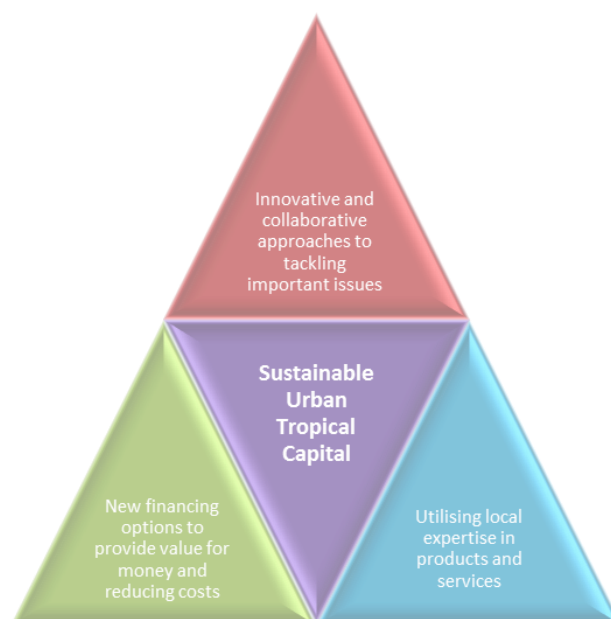 Innovative and
collaborative
approaches to
tackling
important issues
Sustainable
Urban
Tropical
Capital
New financing
options to
provide value for
money and
reducing costs
Utilising local
expertise in
products and
services